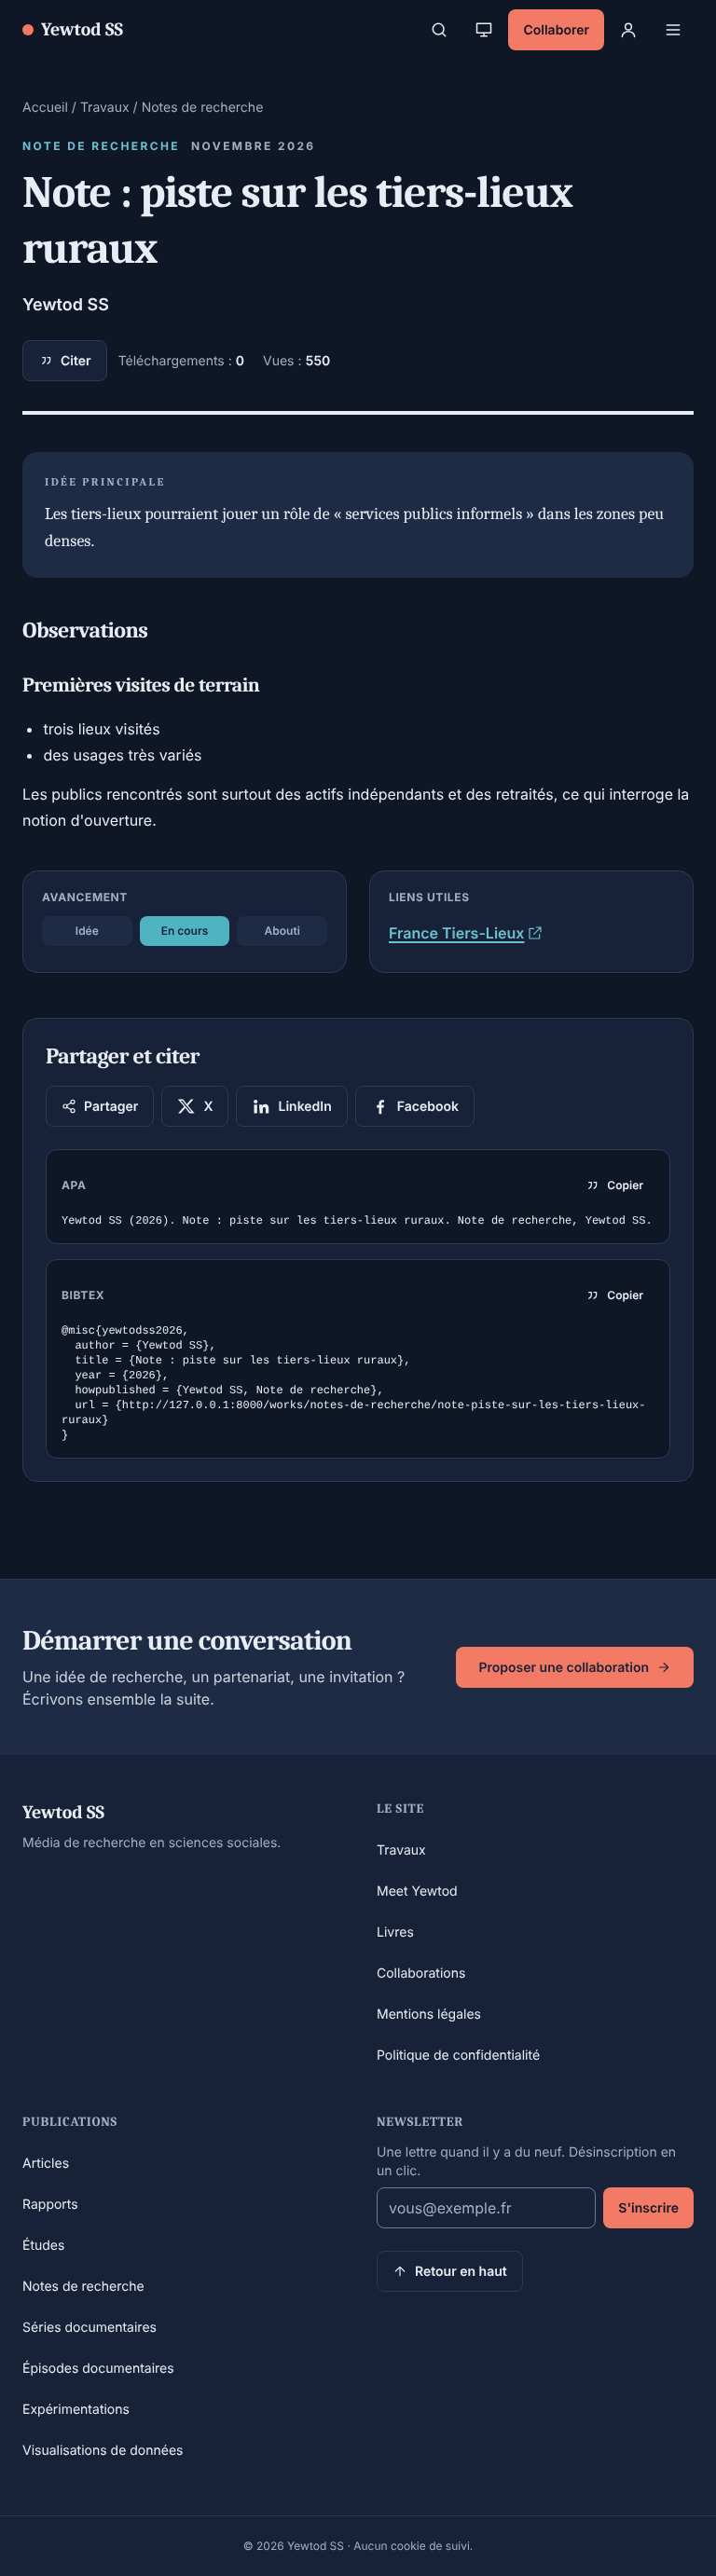 Yewtod SS
Collaborer
Accueil / Travaux / Notes de recherche
NOTE DE RECHERCHE NOVEMBRE 2026
Note : piste sur les tiers-lieux
ruraux
Yewtod SS
Citer
Téléchargements : 0
Vues : 550
IDÉE PRINCIPALE
Les tiers-lieux pourraient jouer un rôle de « services publics informels » dans les zones peu
denses.
Observations
Premières visites de terrain
• trois lieux visités
• des usages très variés
Les publics rencontrés sont surtout des actifs indépendants et des retraités, ce qui interroge la
notion d'ouverture.
AVANCEMENT
Idée
En cours
Abouti
LIENS UTILES
France Tiers-Lieux
Partager et citer
Partager
X
LinkedIn
Facebook
APA
Copier
Yewtod SS (2026). Note : piste sur les tiers-lieux ruraux. Note de recherche, Yewtod SS.
BIBTEX
Copier
@misc{yewtodss2026,
  author = {Yewtod SS},
  title = {Note : piste sur les tiers-lieux ruraux},
  year = {2026},
  howpublished = {Yewtod SS, Note de recherche},
  url = {http://127.0.0.1:8000/works/notes-de-recherche/note-piste-sur-les-tiers-lieux-
ruraux}
}
Démarrer une conversation
Une idée de recherche, un partenariat, une invitation ?
Écrivons ensemble la suite.
Proposer une collaboration
Yewtod SS
Média de recherche en sciences sociales.
LE SITE
Travaux
Meet Yewtod
Livres
Collaborations
Mentions légales
Politique de confidentialité
PUBLICATIONS
Articles
Rapports
Études
Notes de recherche
Séries documentaires
Épisodes documentaires
Expérimentations
Visualisations de données
NEWSLETTER
Une lettre quand il y a du neuf. Désinscription en
un clic.
vous@exemple.fr
S'inscrire
Retour en haut
© 2026 Yewtod SS · Aucun cookie de suivi.